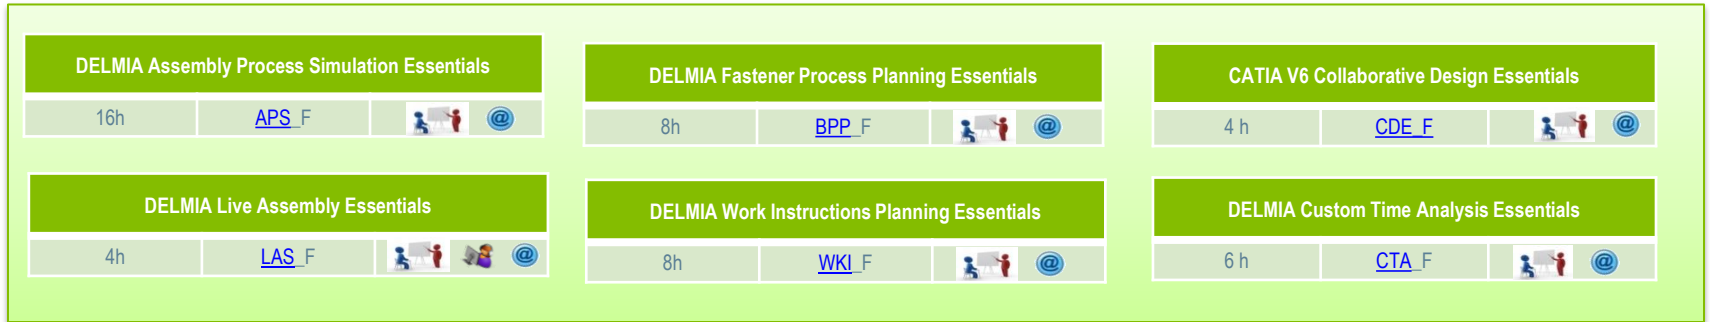 DELMIA Assembly Process Simulation Essentials
16h APS_F @
DELMIA Fastener Process Planning Essentials
8h BPP_F @
CATIA V6 Collaborative Design Essentials
4 h CDE_F @
DELMIA Live Assembly Essentials
4h LAS_F @
DELMIA Work Instructions Planning Essentials
8h WKI_F @
DELMIA Custom Time Analysis Essentials
6 h CTA_F @